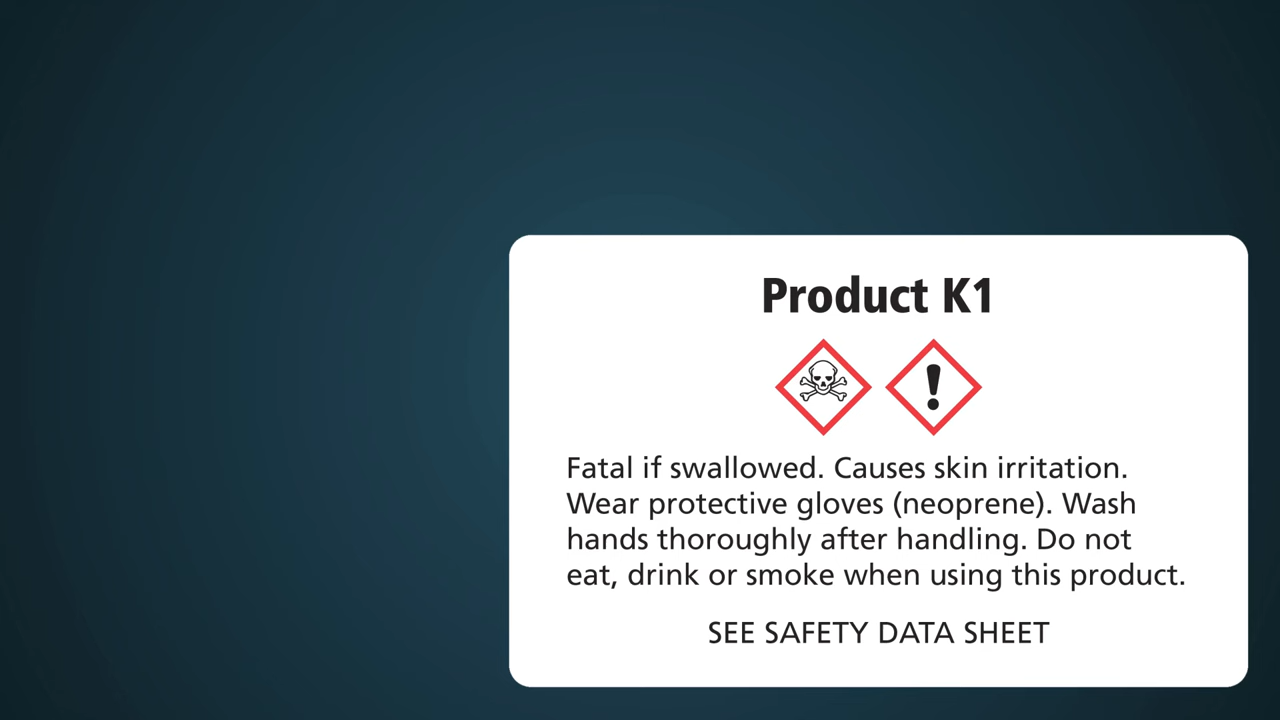 Product K1
Fatal if swallowed. Causes skin irritation.
Wear protective gloves (neoprene). Wash
hands thoroughly after handling. Do not
eat, drink or smoke when using this product.
SEE SAFETY DATA SHEET